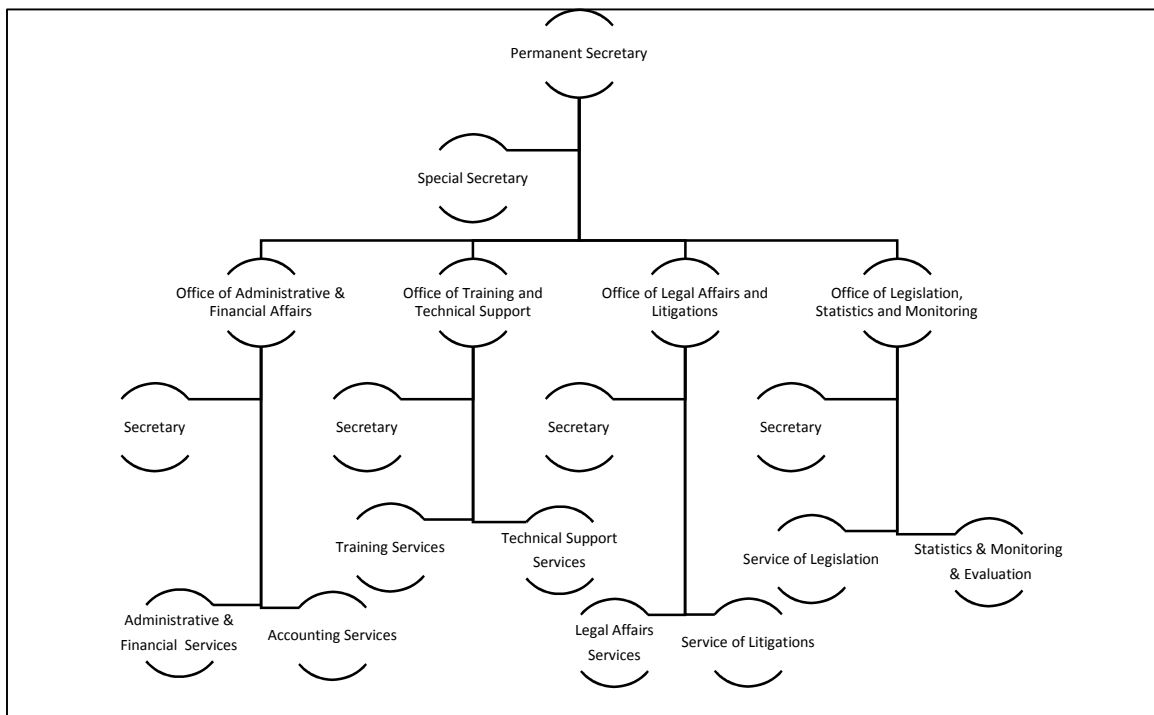 Permanent Secretary
Special Secretary
Office of Administrative &
Financial Affairs
Office of Training and
Technical Support
Office of Legal Affairs and
Litigations
Office of Legislation,
Statistics and Monitoring
Secretary
Secretary
Secretary
Secretary
Training Services
Technical Support
Services
Service of Legislation
Statistics & Monitoring
& Evaluation
Administrative &
Financial Services
Accounting Services
Legal Affairs
Services
Service of Litigations